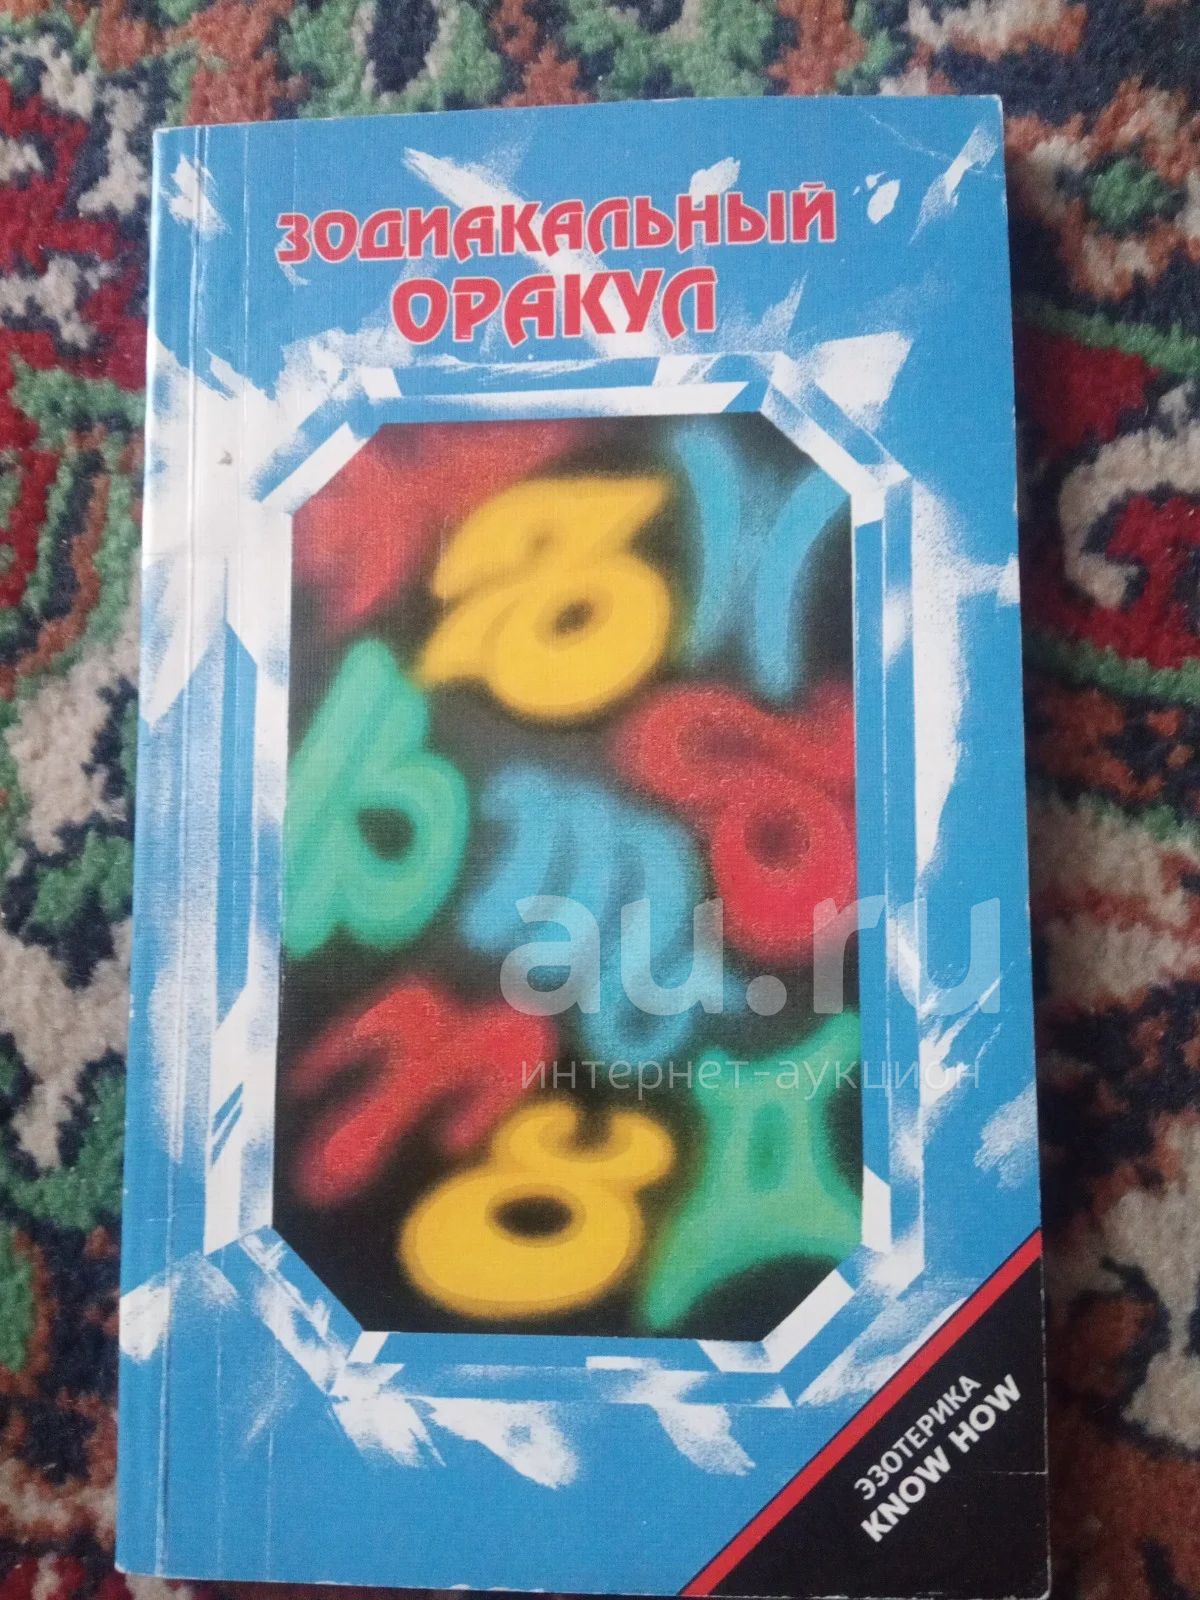 ЗОДИАКАЛЬНЫЙ
ОРАКУЛ
au.ru
интернет-аукцион
ЭЗОТЕРИКА
KNOW HOW